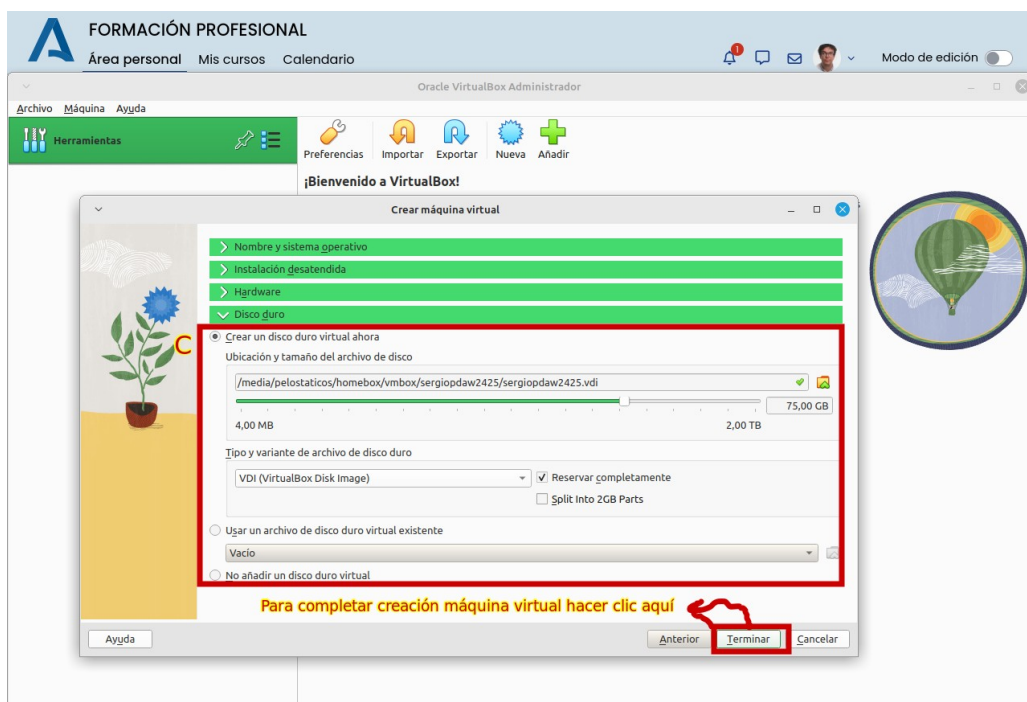 FORMACIÓN PROFESIONAL
Área personal Mis cursos Calendario
1
Modo de edición
Oracle VirtualBox Administrador
Archivo Máquina Ayuda
Herramientas
Preferencias Importar Exportar Nueva Añadir
¡Bienvenido a VirtualBox!
Crear máquina virtual
Nombre y sistema operativo
Instalación desatendida
Hardware
Disco duro
C
Crear un disco duro virtual ahora
Ubicación y tamaño del archivo de disco
/media/pelostaticos/homebox/vmbox/sergiopdaw2425/sergiopdaw2425.vdi
75,00 GB
4,00 MB 2,00 TB
Tipo y variante de archivo de disco duro
VDI (VirtualBox Disk Image) Reservar completamente
Split Into 2GB Parts
Usar un archivo de disco duro virtual existente
Vacío
No añadir un disco duro virtual
Para completar creación máquina virtual hacer clic aquí
Ayuda Anterior Terminar Cancelar